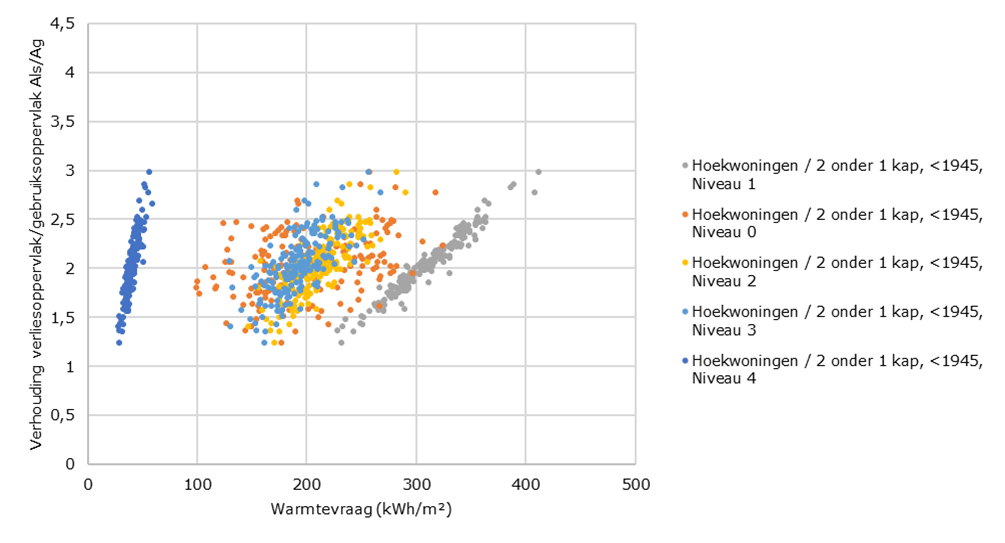 4,5
4
3,5
3
2,5
2
1,5
1
0,5
0
Verhouding verliesoppervlak/gebruiksoppervlak Als/Ag
0 100 200 300 400 500
Warmtevraag (kWh/m²)
Hoekwoningen / 2 onder 1 kap, <1945,
Niveau 1
Hoekwoningen / 2 onder 1 kap, <1945,
Niveau 0
Hoekwoningen / 2 onder 1 kap, <1945,
Niveau 2
Hoekwoningen / 2 onder 1 kap, <1945,
Niveau 3
Hoekwoningen / 2 onder 1 kap, <1945,
Niveau 4